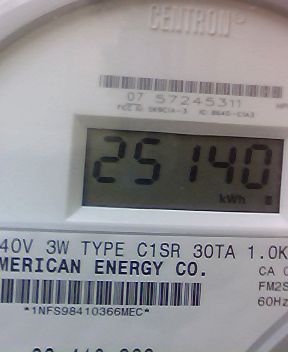 CENTRON®
07 57245311
25140
kWh
40V 3W TYPE C1SR 30TA 1.0K
MERICAN ENERGY CO.
CA
FM2S
60Hz
*1NFS98410366MEC*